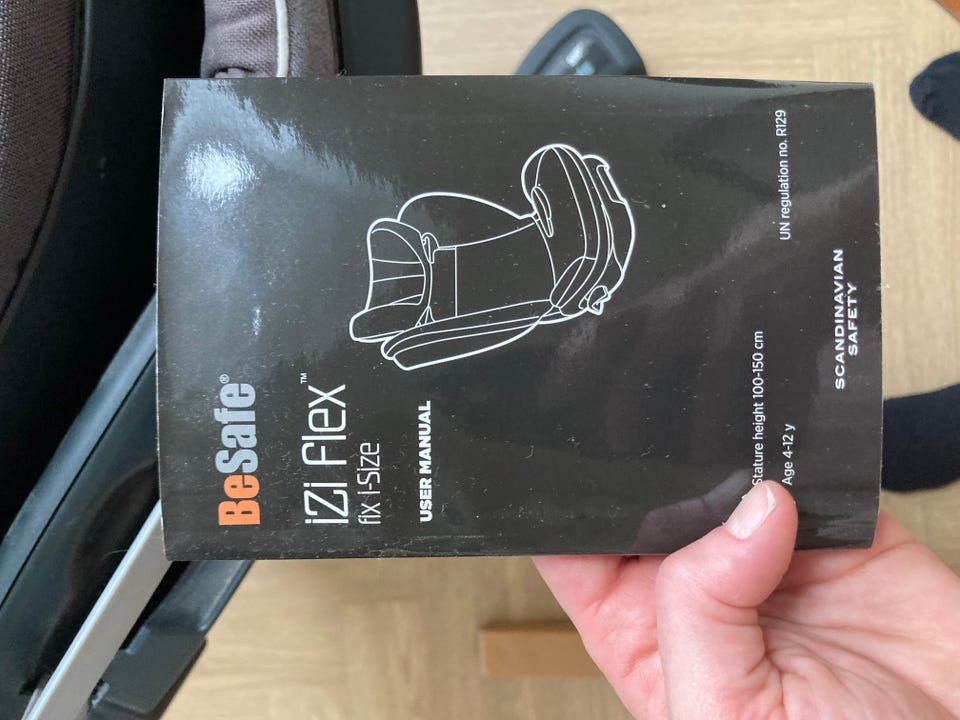 BeSafe®
iZi Flex™
fix i-Size
USER MANUAL
Stature height 100-150 cm
Age 4-12 y
UN regulation no. R129
SCANDINAVIAN
SAFETY